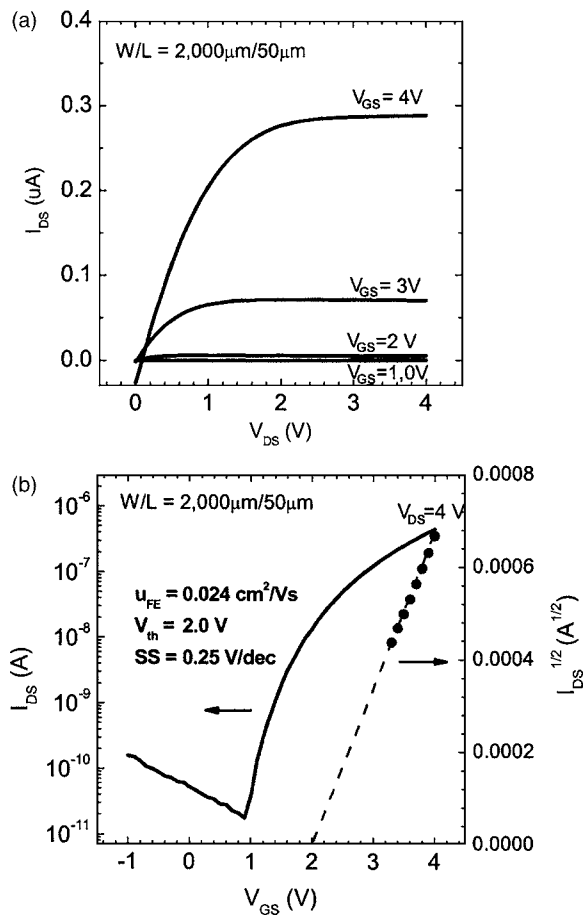 (a)
W/L = 2,000μm/50μm
V_GS= 4V
V_GS= 3V
V_GS=2 V
V_GS=1,0V
0.4
0.3
0.2
0.1
0.0
I_DS (uA)
0 1 2 3 4
V_DS (V)
(b)
W/L = 2,000μm/50μm
V_DS=4 V
u_FE = 0.024 cm²/Vs
V_th = 2.0 V
SS = 0.25 V/dec
10⁻⁶
10⁻⁷
10⁻⁸
10⁻⁹
10⁻¹⁰
10⁻¹¹
I_DS (A)
0.0008
0.0006
0.0004
0.0002
0.0000
I_DS^1/2 (A^1/2)
-1 0 1 2 3 4
V_GS (V)